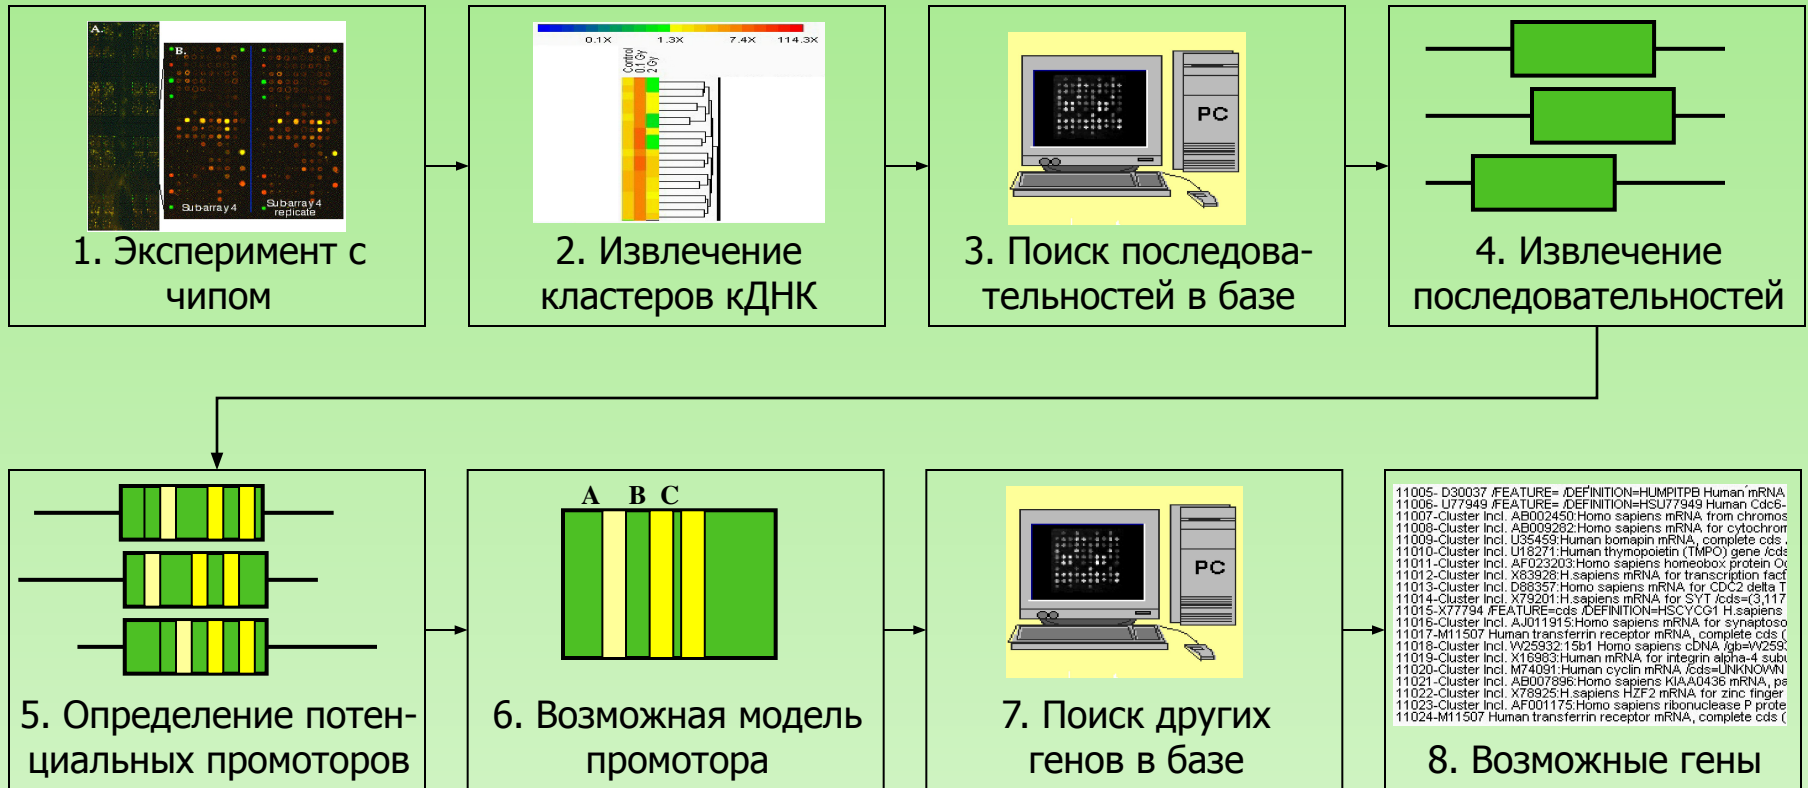 A.
B.
Sub-array 4
Sub-array 4
replicate
1. Эксперимент с
чипом
0.1X 1.3X 7.4X 114.3X
Control
0.1 Gy
2 Gy
2. Извлечение
кластеров кДНК
PC
3. Поиск последова-
тельностей в базе
4. Извлечение
последовательностей
5. Определение потен-
циальных промоторов
A B C
6. Возможная модель
промотора
PC
7. Поиск других
генов в базе
11005- D30037 /FEATURE= /DEFINITION=HUMPITPB Human mRNA
11006- U77949 /FEATURE= /DEFINITION=HSU77949 Human Cdc6-
11007-Cluster Incl. AB002450:Homo sapiens mRNA from chromos
11008-Cluster Incl. AB009282:Homo sapiens mRNA for cytochrom
11009-Cluster Incl. U35459:Human bomapin mRNA, complete cds
11010-Cluster Incl. U18271:Human thymopoietin (TMPO) gene /cds
11011-Cluster Incl. AF023203:Homo sapiens homeobox protein Og
11012-Cluster Incl. X83928:H.sapiens mRNA for transcription fact
11013-Cluster Incl. D88357:Homo sapiens mRNA for CDC2 delta T
11014-Cluster Incl. X79201:H.sapiens mRNA for SYT /cds=(3,117
11015-X77794 /FEATURE=cds /DEFINITION=HSCYCG1 H.sapiens
11016-Cluster Incl. AJ011915:Homo sapiens mRNA for synaptoso
11017-M11507 Human transferrin receptor mRNA, complete cds (
11018-Cluster Incl. W25932:15b1 Homo sapiens cDNA /gb=W2593
11019-Cluster Incl. X16983:Human mRNA for integrin alpha-4 subu
11020-Cluster Incl. M74091:Human cyclin mRNA /cds=UNKNOWN
11021-Cluster Incl. AB007896:Homo sapiens KIAA0436 mRNA, pa
11022-Cluster Incl. X78925:H.sapiens HZF2 mRNA for zinc finger
11023-Cluster Incl. AF001175:Homo sapiens ribonuclease P prote
11024-M11507 Human transferrin receptor mRNA, complete cds (
8. Возможные гены